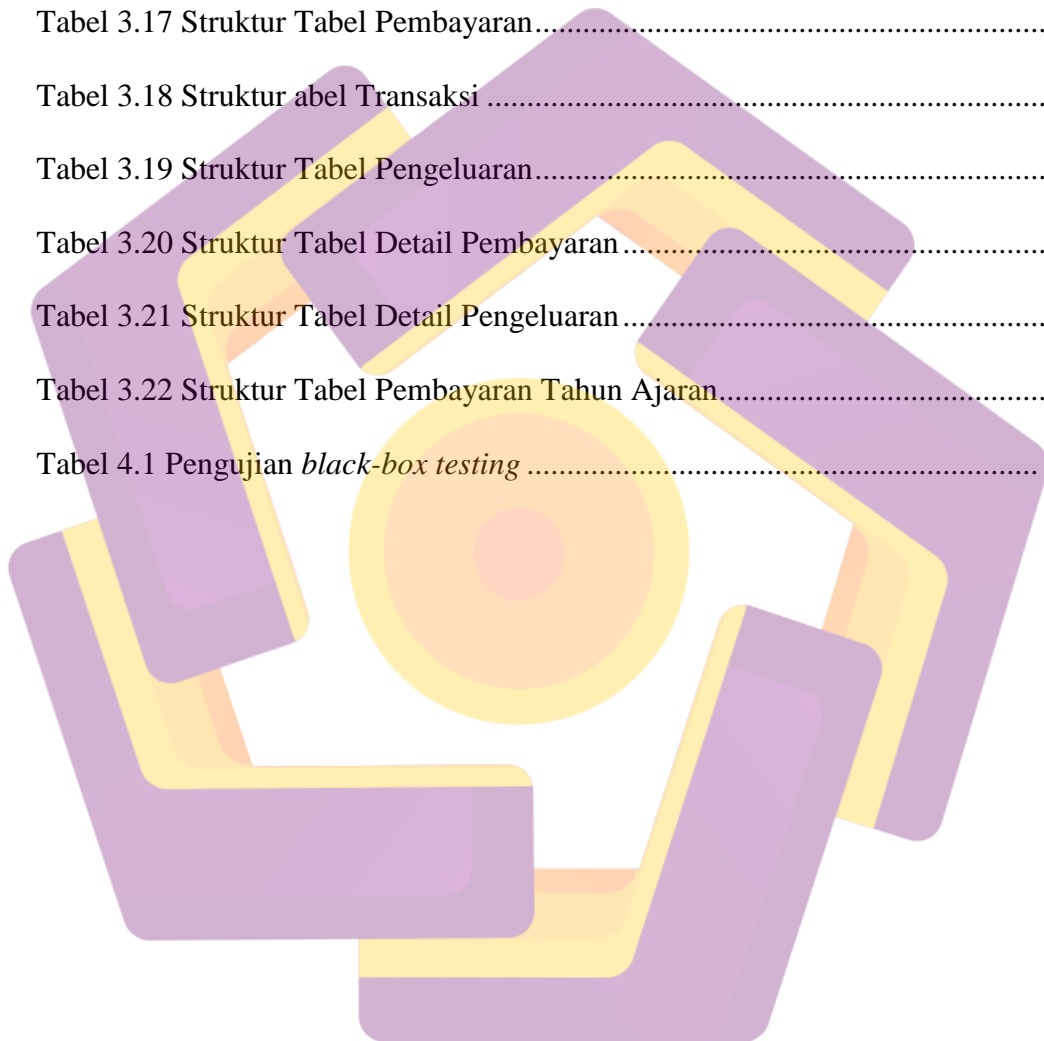 Tabel 3.17 Struktur Tabel Pembayaran....................................................................
Tabel 3.18 Struktur abel Transaksi ..........................................................................
Tabel 3.19 Struktur Tabel Pengeluaran....................................................................
Tabel 3.20 Struktur Tabel Detail Pembayaran .........................................................
Tabel 3.21 Struktur Tabel Detail Pengeluaran .........................................................
Tabel 3.22 Struktur Tabel Pembayaran Tahun Ajaran.............................................
Tabel 4.1 Pengujian black-box testing ....................................................................